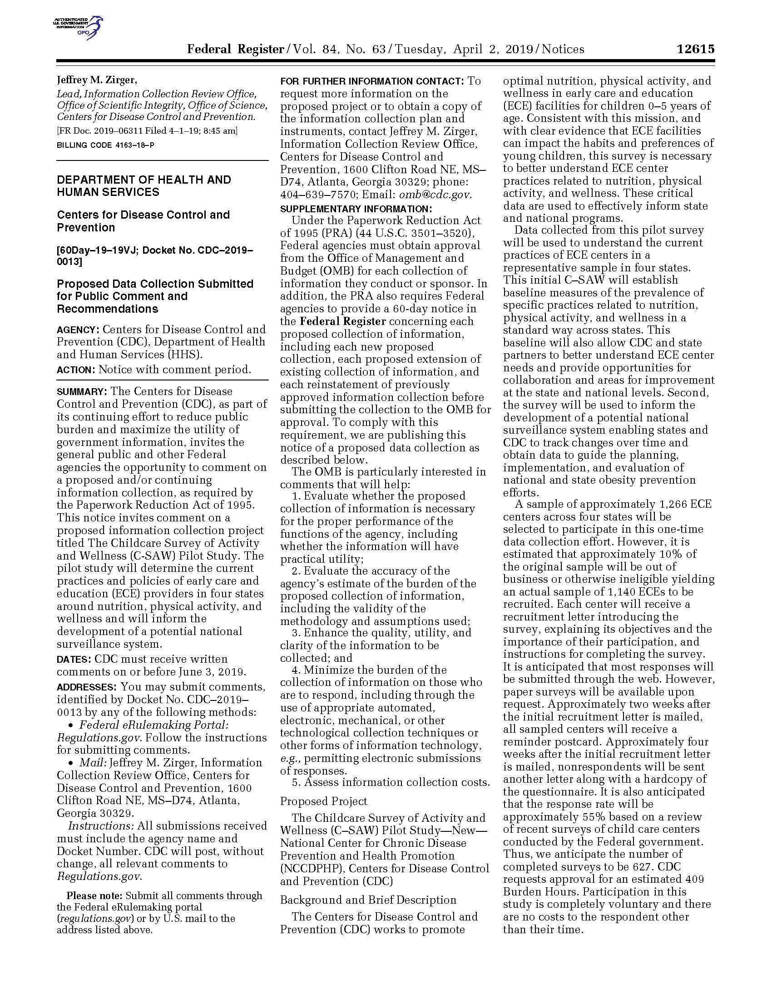 AUTHENTICATED
U.S. GOVERNMENT
INFORMATION
GPO
Federal Register / Vol. 84, No. 63 / Tuesday, April 2, 2019 / Notices 12615
Jeffrey M. Zirger,
Lead, Information Collection Review Office,
Office of Scientific Integrity, Office of Science,
Centers for Disease Control and Prevention.
[FR Doc. 2019–06311 Filed 4–1–19; 8:45 am]
BILLING CODE 4163–18–P
DEPARTMENT OF HEALTH AND
HUMAN SERVICES
Centers for Disease Control and
Prevention
[60Day–19–19VJ; Docket No. CDC–2019–
0013]
Proposed Data Collection Submitted
for Public Comment and
Recommendations
AGENCY: Centers for Disease Control and
Prevention (CDC), Department of Health
and Human Services (HHS).
ACTION: Notice with comment period.
SUMMARY: The Centers for Disease
Control and Prevention (CDC), as part of
its continuing effort to reduce public
burden and maximize the utility of
government information, invites the
general public and other Federal
agencies the opportunity to comment on
a proposed and/or continuing
information collection, as required by
the Paperwork Reduction Act of 1995.
This notice invites comment on a
proposed information collection project
titled The Childcare Survey of Activity
and Wellness (C-SAW) Pilot Study. The
pilot study will determine the current
practices and policies of early care and
education (ECE) providers in four states
around nutrition, physical activity, and
wellness and will inform the
development of a potential national
surveillance system.
DATES: CDC must receive written
comments on or before June 3, 2019.
ADDRESSES: You may submit comments,
identified by Docket No. CDC–2019–
0013 by any of the following methods:
• Federal eRulemaking Portal:
Regulations.gov. Follow the instructions
for submitting comments.
• Mail: Jeffrey M. Zirger, Information
Collection Review Office, Centers for
Disease Control and Prevention, 1600
Clifton Road NE, MS–D74, Atlanta,
Georgia 30329.
Instructions: All submissions received
must include the agency name and
Docket Number. CDC will post, without
change, all relevant comments to
Regulations.gov.
Please note: Submit all comments through
the Federal eRulemaking portal
(regulations.gov) or by U.S. mail to the
address listed above.
FOR FURTHER INFORMATION CONTACT: To
request more information on the
proposed project or to obtain a copy of
the information collection plan and
instruments, contact Jeffrey M. Zirger,
Information Collection Review Office,
Centers for Disease Control and
Prevention, 1600 Clifton Road NE, MS–
D74, Atlanta, Georgia 30329; phone:
404–639–7570; Email: omb@cdc.gov.
SUPPLEMENTARY INFORMATION:
Under the Paperwork Reduction Act
of 1995 (PRA) (44 U.S.C. 3501–3520),
Federal agencies must obtain approval
from the Office of Management and
Budget (OMB) for each collection of
information they conduct or sponsor. In
addition, the PRA also requires Federal
agencies to provide a 60-day notice in
the Federal Register concerning each
proposed collection of information,
including each new proposed
collection, each proposed extension of
existing collection of information, and
each reinstatement of previously
approved information collection before
submitting the collection to the OMB for
approval. To comply with this
requirement, we are publishing this
notice of a proposed data collection as
described below.
The OMB is particularly interested in
comments that will help:
1. Evaluate whether the proposed
collection of information is necessary
for the proper performance of the
functions of the agency, including
whether the information will have
practical utility;
2. Evaluate the accuracy of the
agency's estimate of the burden of the
proposed collection of information,
including the validity of the
methodology and assumptions used;
3. Enhance the quality, utility, and
clarity of the information to be
collected; and
4. Minimize the burden of the
collection of information on those who
are to respond, including through the
use of appropriate automated,
electronic, mechanical, or other
technological collection techniques or
other forms of information technology,
e.g., permitting electronic submissions
of responses.
5. Assess information collection costs.
Proposed Project
The Childcare Survey of Activity and
Wellness (C–SAW) Pilot Study—New—
National Center for Chronic Disease
Prevention and Health Promotion
(NCCDPHP), Centers for Disease Control
and Prevention (CDC)
Background and Brief Description
The Centers for Disease Control and
Prevention (CDC) works to promote
optimal nutrition, physical activity, and
wellness in early care and education
(ECE) facilities for children 0–5 years of
age. Consistent with this mission, and
with clear evidence that ECE facilities
can impact the habits and preferences of
young children, this survey is necessary
to better understand ECE center
practices related to nutrition, physical
activity, and wellness. These critical
data are used to effectively inform state
and national programs.
Data collected from this pilot survey
will be used to understand the current
practices of ECE centers in a
representative sample in four states.
This initial C–SAW will establish
baseline measures of the prevalence of
specific practices related to nutrition,
physical activity, and wellness in a
standard way across states. This
baseline will also allow CDC and state
partners to better understand ECE center
needs and provide opportunities for
collaboration and areas for improvement
at the state and national levels. Second,
the survey will be used to inform the
development of a potential national
surveillance system enabling states and
CDC to track changes over time and
obtain data to guide the planning,
implementation, and evaluation of
national and state obesity prevention
efforts.
A sample of approximately 1,266 ECE
centers across four states will be
selected to participate in this one-time
data collection effort. However, it is
estimated that approximately 10% of
the original sample will be out of
business or otherwise ineligible yielding
an actual sample of 1,140 ECEs to be
recruited. Each center will receive a
recruitment letter introducing the
survey, explaining its objectives and the
importance of their participation, and
instructions for completing the survey.
It is anticipated that most responses will
be submitted through the web. However,
paper surveys will be available upon
request. Approximately two weeks after
the initial recruitment letter is mailed,
all sampled centers will receive a
reminder postcard. Approximately four
weeks after the initial recruitment letter
is mailed, nonrespondents will be sent
another letter along with a hardcopy of
the questionnaire. It is also anticipated
that the response rate will be
approximately 55% based on a review
of recent surveys of child care centers
conducted by the Federal government.
Thus, we anticipate the number of
completed surveys to be 627. CDC
requests approval for an estimated 409
Burden Hours. Participation in this
study is completely voluntary and there
are no costs to the respondent other
than their time.